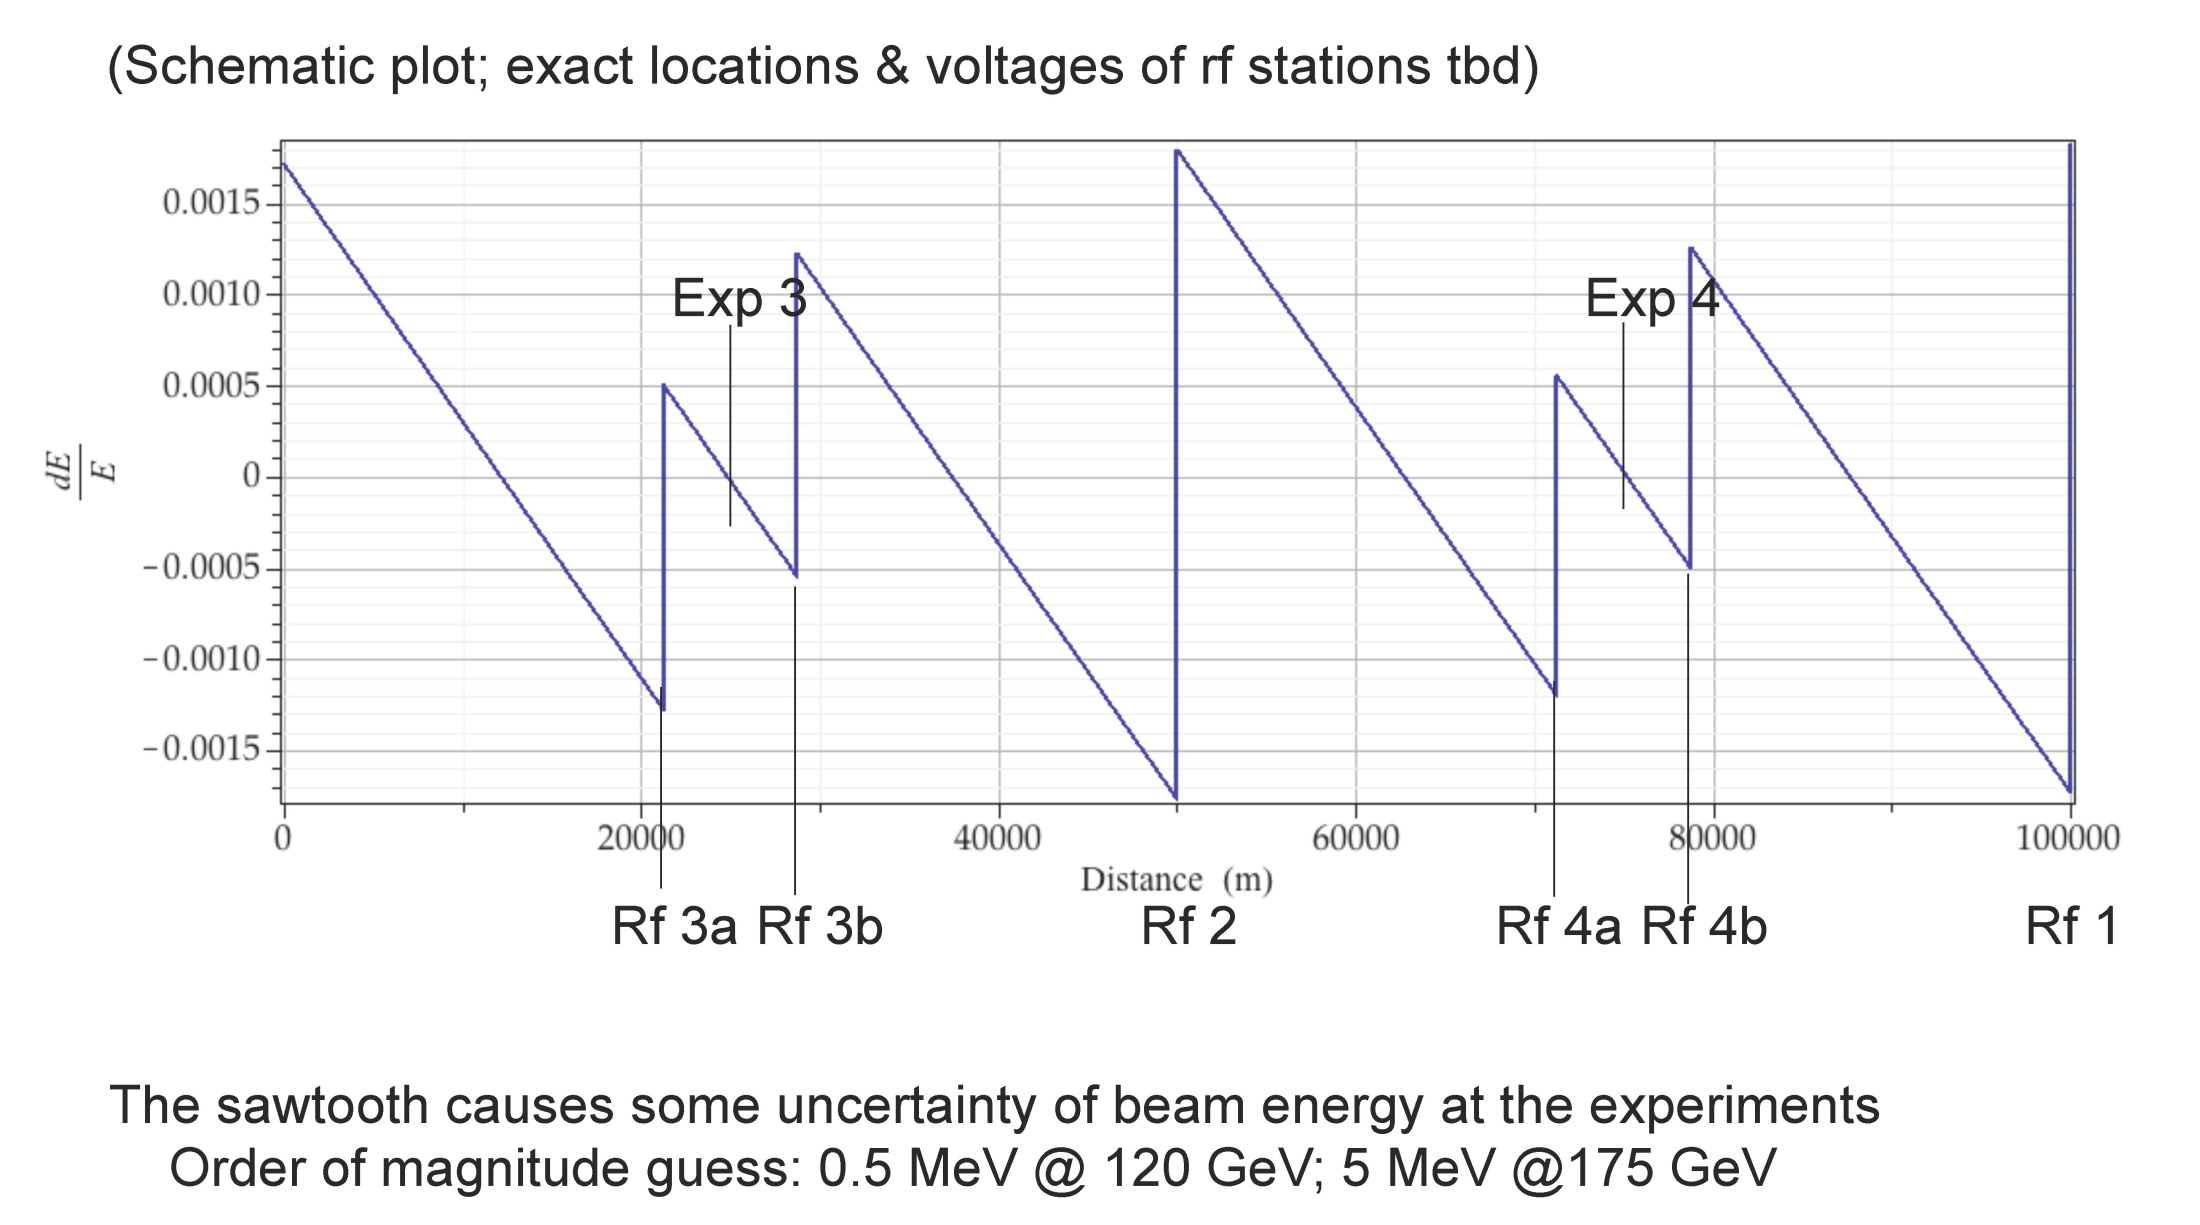 (Schematic plot; exact locations & voltages of rf stations tbd)
0.0015
0.0010
0.0005
0
−0.0005
−0.0010
−0.0015
dE
E
Exp 3
Exp 4
0 20000 40000 60000 80000 100000
Distance (m)
Rf 3a Rf 3b Rf 2 Rf 4a Rf 4b Rf 1
The sawtooth causes some uncertainty of beam energy at the experiments
Order of magnitude guess: 0.5 MeV @ 120 GeV; 5 MeV @175 GeV